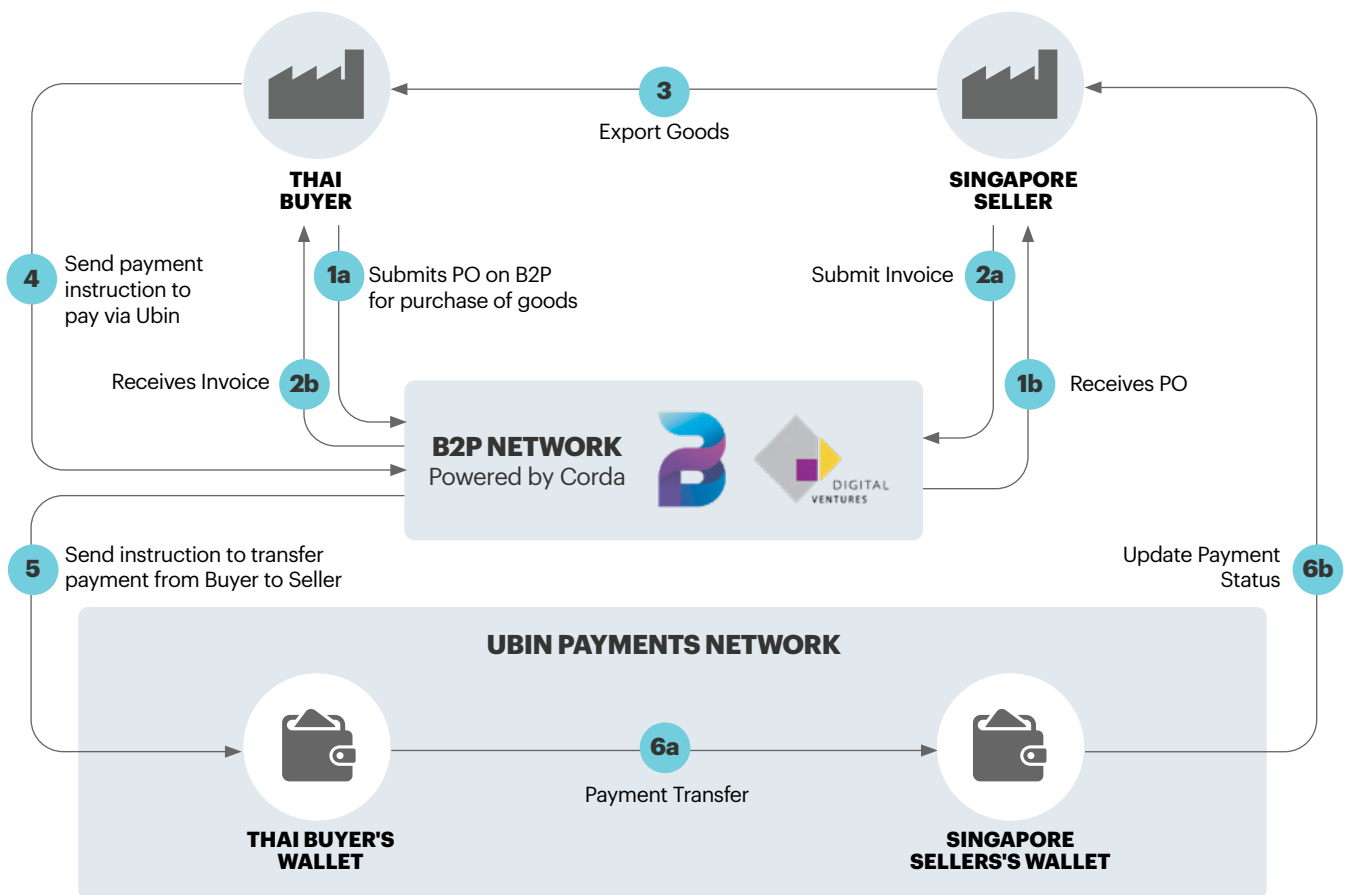 3
Export Goods
THAI
BUYER
SINGAPORE
SELLER
4
Send payment
instruction to
pay via Ubin
1a
Submits PO on B2P
for purchase of goods
Submit Invoice
2a
Receives Invoice
2b
1b
Receives PO
B2P NETWORK
Powered by Corda
DIGITAL
VENTURES
5
Send instruction to transfer
payment from Buyer to Seller
Update Payment
Status
6b
UBIN PAYMENTS NETWORK
6a
Payment Transfer
THAI BUYER'S
WALLET
SINGAPORE
SELLERS'S WALLET